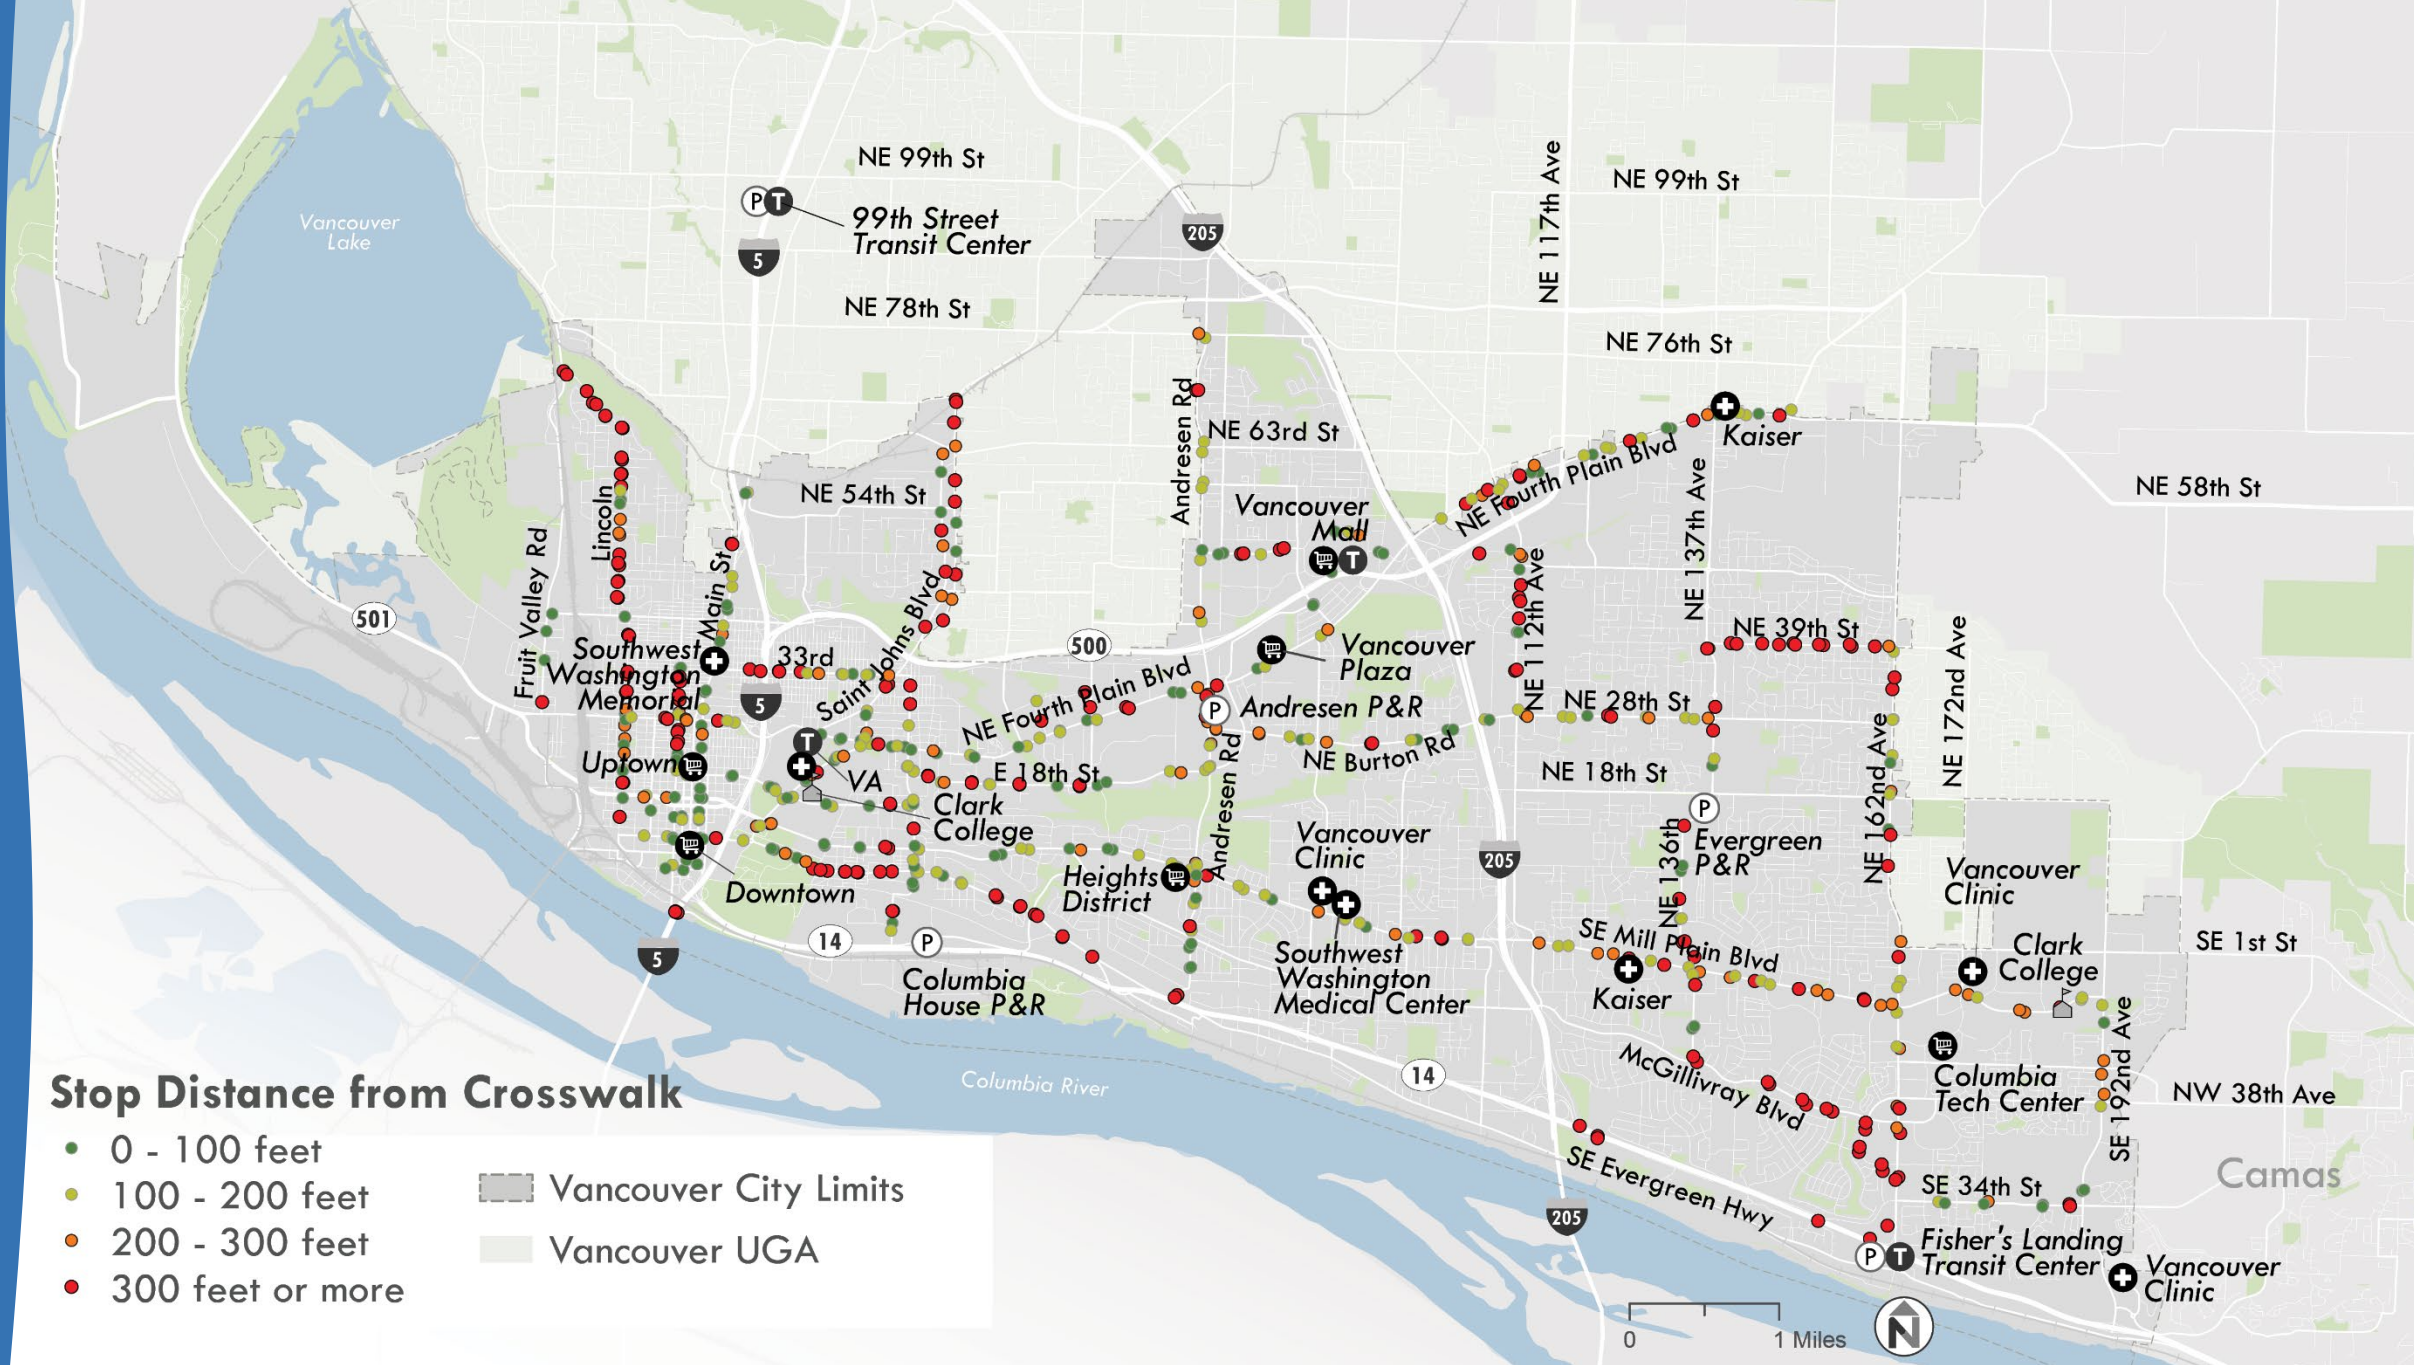 NE 99th St
NE 99th St
NE 117th Ave
P T
99th Street
Transit Center
Vancouver
Lake
205
5
NE 78th St
NE 76th St
Andresen Rd
NE 63rd St
Kaiser
NE Fourth Plain Blvd
NE 137th Ave
NE 58th St
NE 54th St
Vancouver
Mall
T
Lincoln
Fruit Valley Rd
Main St
NE 112th Ave
501
Saint Johns Blvd
500
NE 39th St
NE 172nd Ave
Southwest
Washington
Memorial
33rd
Vancouver
Plaza
5
NE Fourth Plain Blvd
P
Andresen P&R
NE 28th St
NE 162nd Ave
T
Uptown
VA
E 18th St
Andresen Rd
NE Burton Rd
NE 18th St
Clark
College
P
Evergreen
P&R
NE 136th
Vancouver
Clinic
205
Vancouver
Clinic
Heights
District
Downtown
14
P
Columbia
House P&R
5
Southwest
Washington
Medical Center
SE Mill Plain Blvd
Kaiser
Clark
College
SE 1st St
SE 192nd Ave
Columbia
Tech Center
NW 38th Ave
McGillivray Blvd
14
Columbia River
SE Evergreen Hwy
205
SE 34th St
Camas
P T
Fisher's Landing
Transit Center
Vancouver
Clinic
Stop Distance from Crosswalk
0 - 100 feet
100 - 200 feet
200 - 300 feet
300 feet or more
Vancouver City Limits
Vancouver UGA
0 1 Miles
N